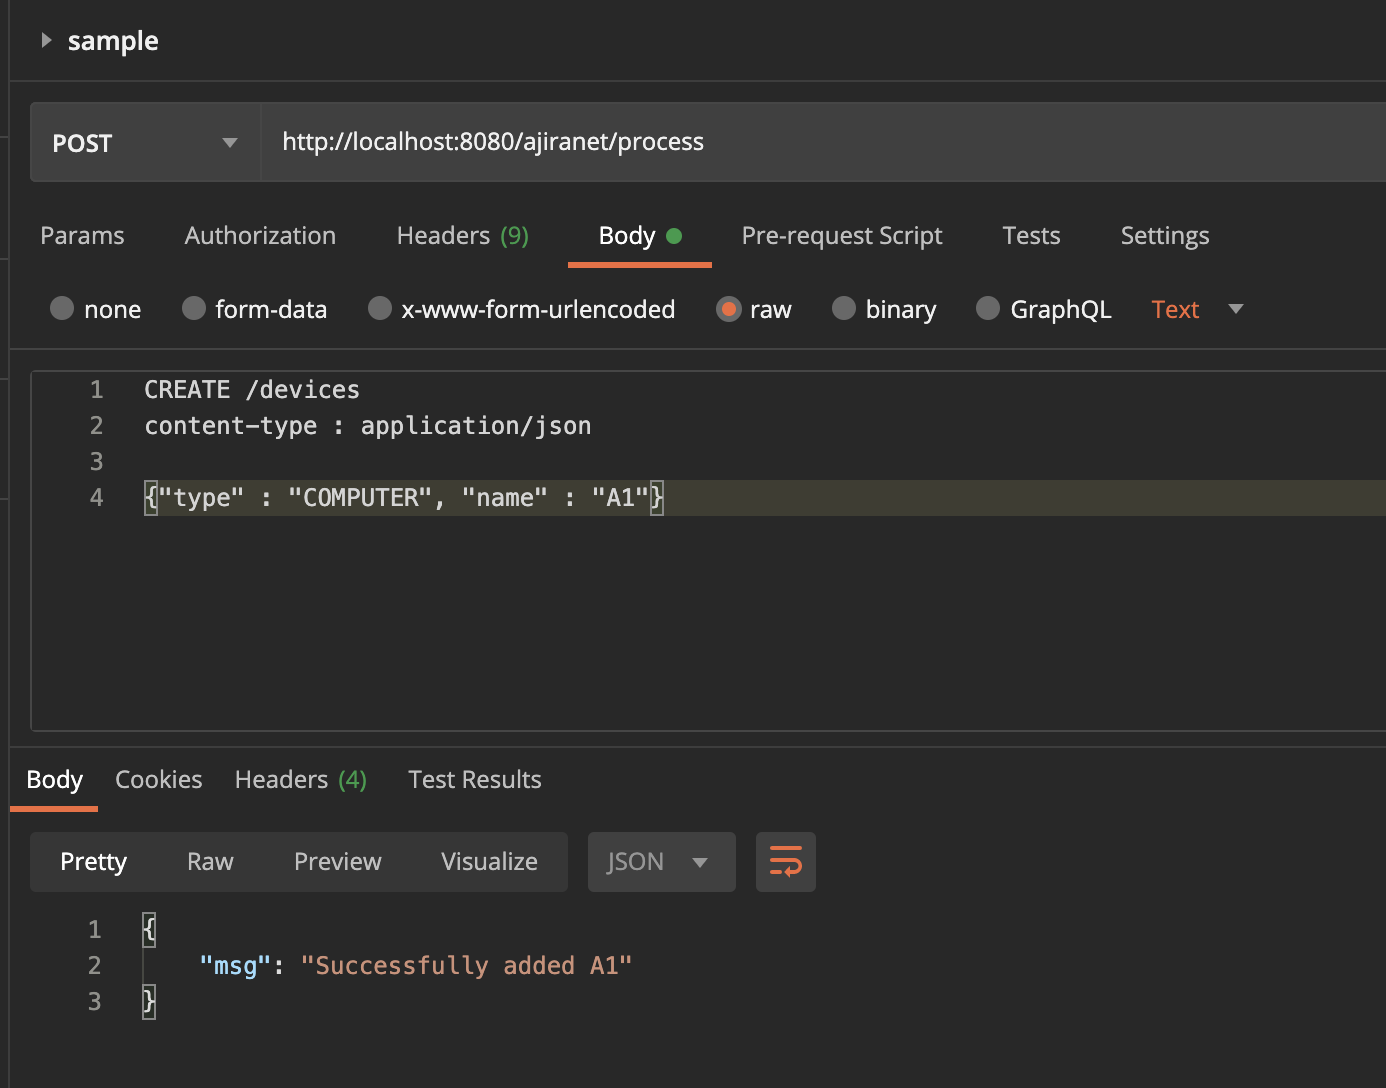 sample
POST http://localhost:8080/ajiranet/process
Params Authorization Headers (9) Body Pre-request Script Tests Settings
none form-data x-www-form-urlencoded raw binary GraphQL Text
1 CREATE /devices
2 content-type : application/json
3
4 {"type" : "COMPUTER", "name" : "A1"}
Body Cookies Headers (4) Test Results
Pretty Raw Preview Visualize JSON
1 {
2 "msg": "Successfully added A1"
3 }